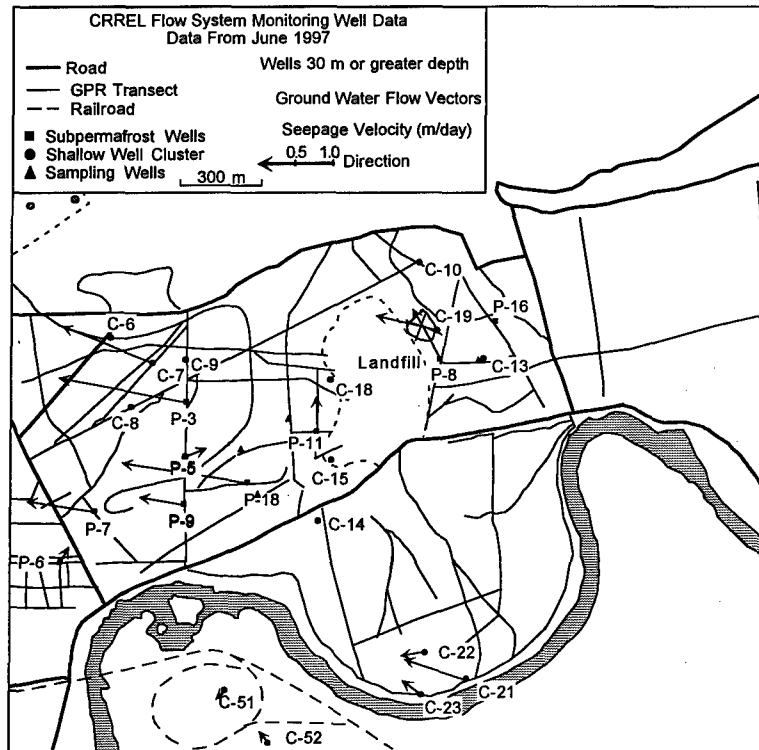 CRREL Flow System Monitoring Well Data
Data From June 1997
Road
GPR Transect
Railroad
Subpermafrost Wells
Shallow Well Cluster
Sampling Wells
Wells 30 m or greater depth
Ground Water Flow Vectors
Seepage Velocity (m/day)
0.5 1.0
Direction
300 m
C-10
P-16
C-6
C-19
C-9
C-7
Landfill
P-8
C-13
C-18
C-8
P-3
P-11
P-5
C-15
P-18
P-7
P-9
C-14
P-6
C-22
C-21
C-51
C-23
C-52